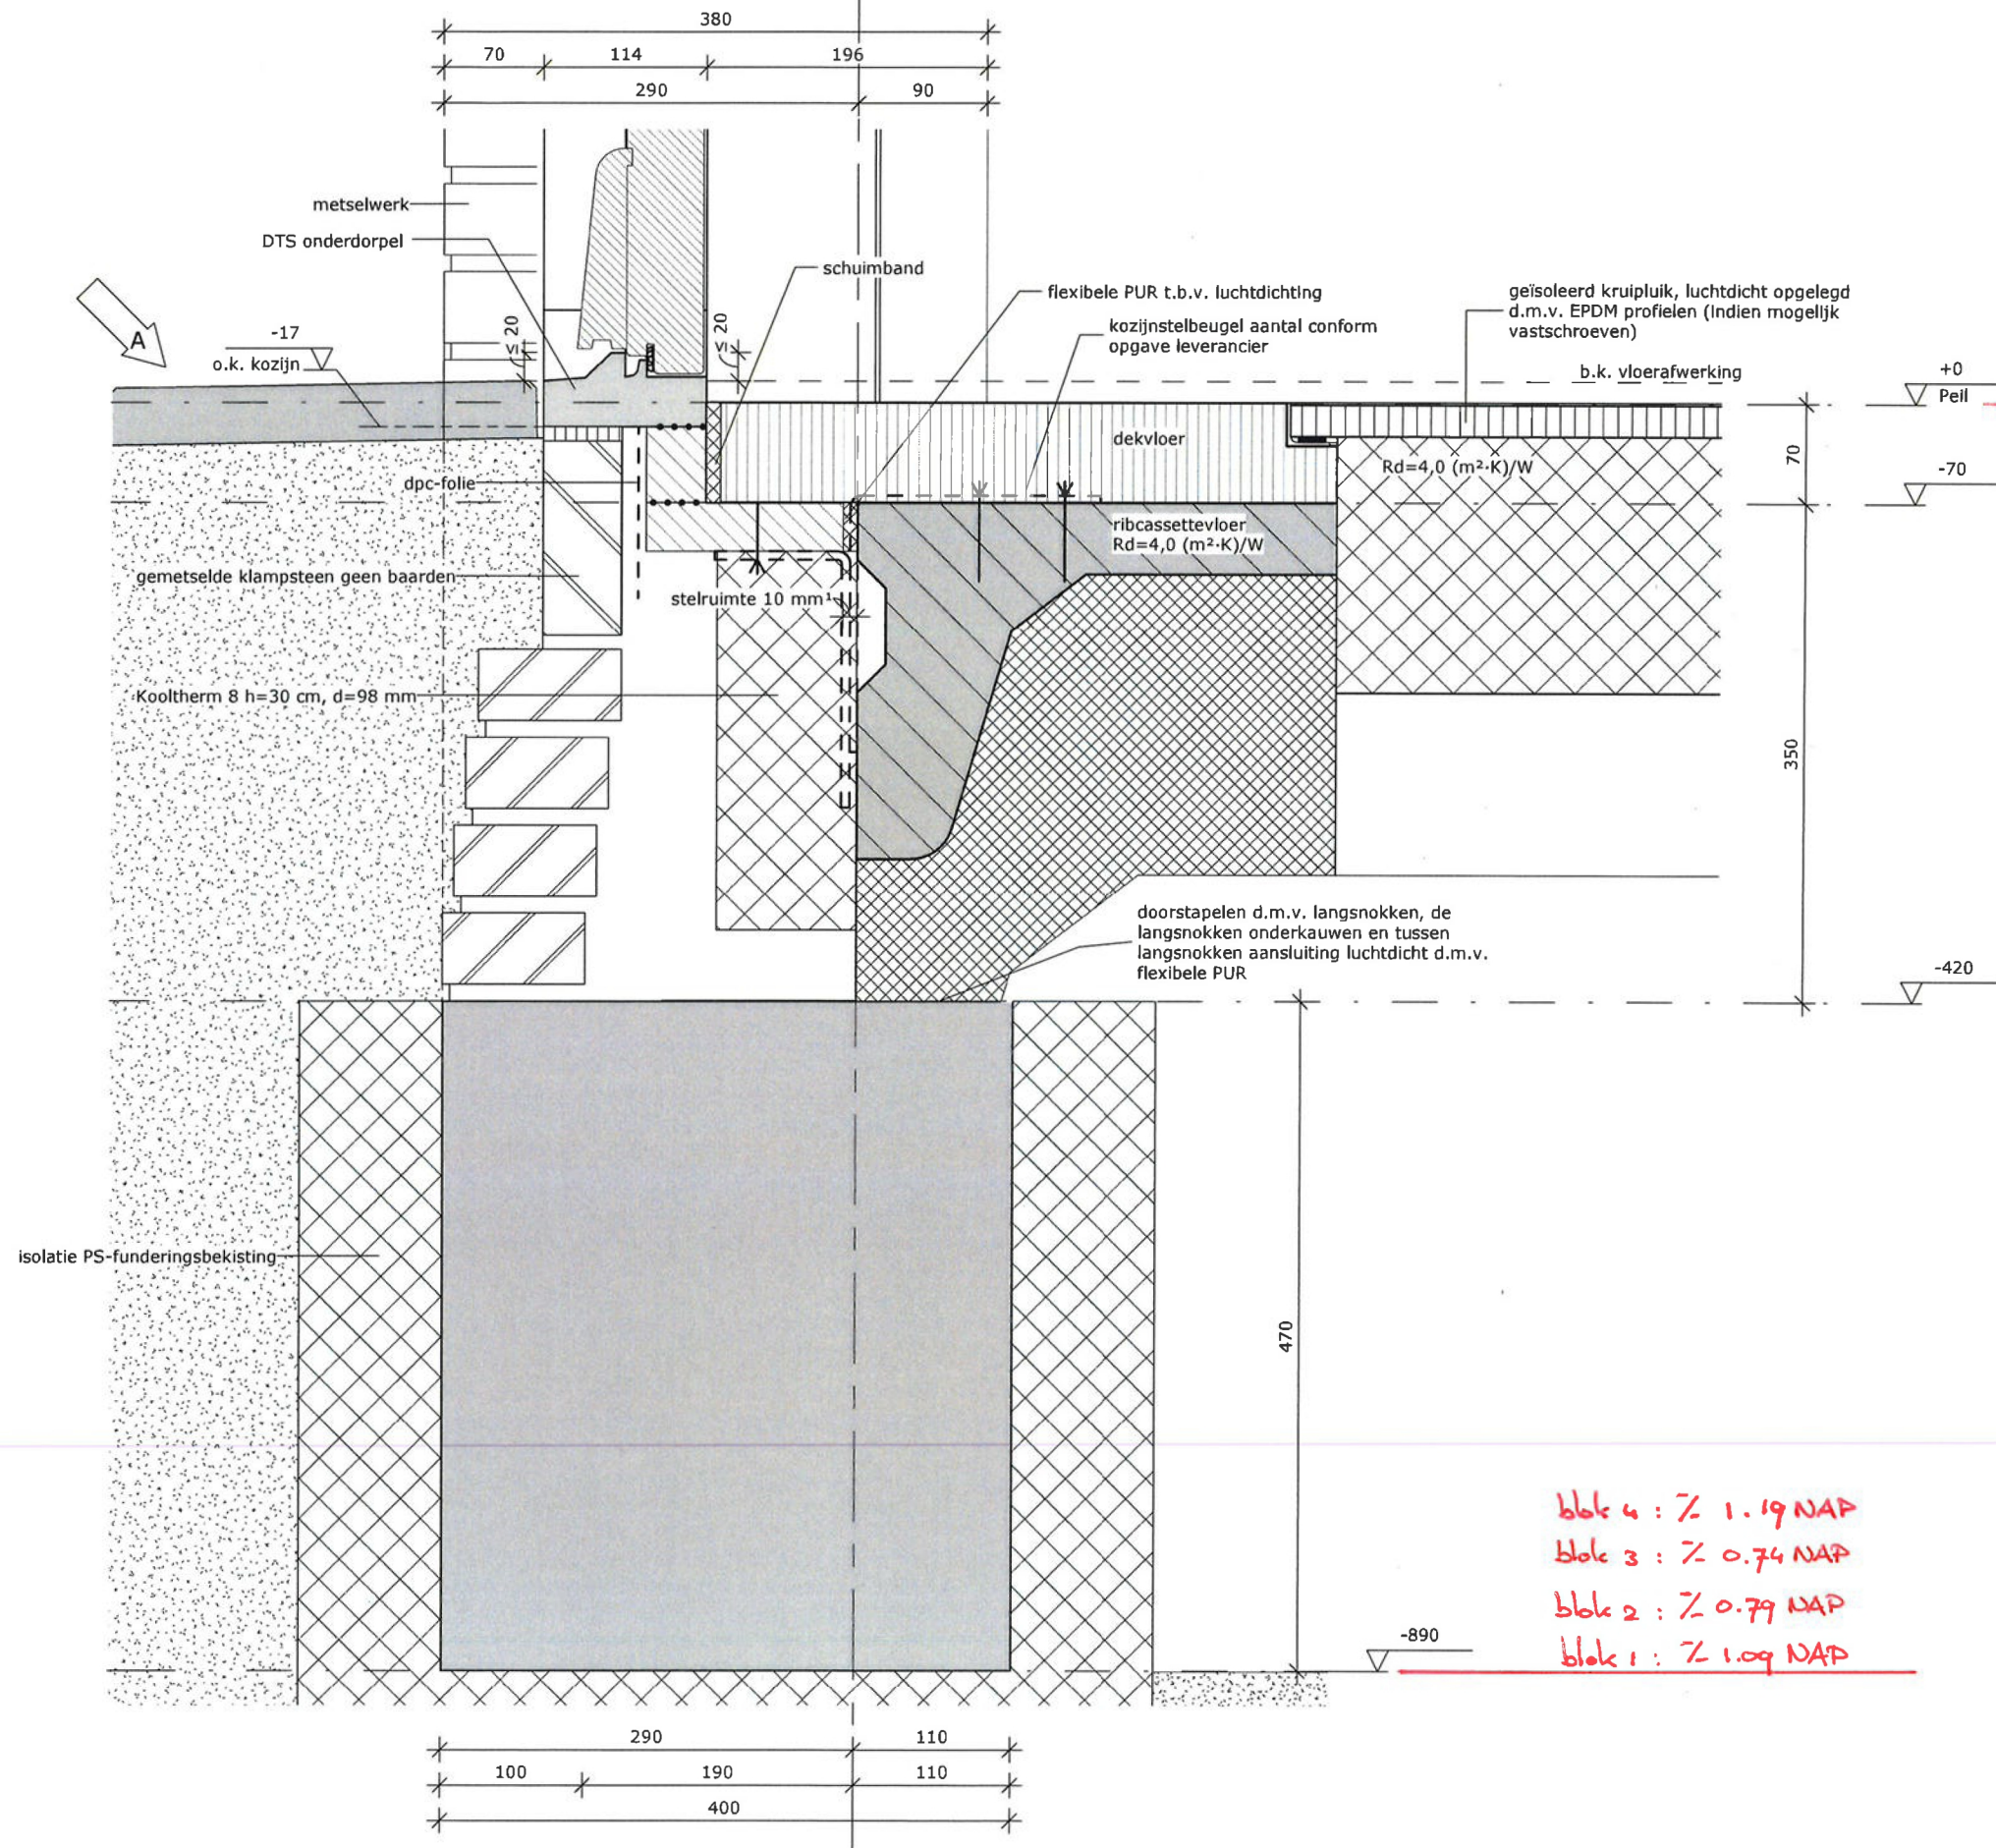 380
70 114 196
290 90
metselwerk
DTS onderdorpel
schuimband
flexibele PUR t.b.v. luchtdichting
kozijnstelbeugel aantal conform
opgave leverancier
geïsoleerd kruipluik, luchtdicht opgelegd
d.m.v. EPDM profielen (Indien mogelijk
vastschroeven)
A
-17
o.k. kozijn
≤ 20
≤ 20
b.k. vloerafwerking
+0
Peil
dekvloer
Rd=4,0 (m²·K)/W
70
-70
dpc-folie
ribcassettevloer
Rd=4,0 (m²·K)/W
gemetselde klampsteen geen baarden
stelruimte 10 mm¹
Kooltherm 8 h=30 cm, d=98 mm
350
doorstapelen d.m.v. langsnokken, de
langsnokken onderkauwen en tussen
langsnokken aansluiting luchtdicht d.m.v.
flexibele PUR
-420
isolatie PS-funderingsbekisting
470
blok 4 : ⁒ 1.19 NAP
blok 3 : ⁒ 0.74 NAP
blok 2 : ⁒ 0.79 NAP
blok 1 : ⁒ 1.09 NAP
-890
290 110
100 190 110
400